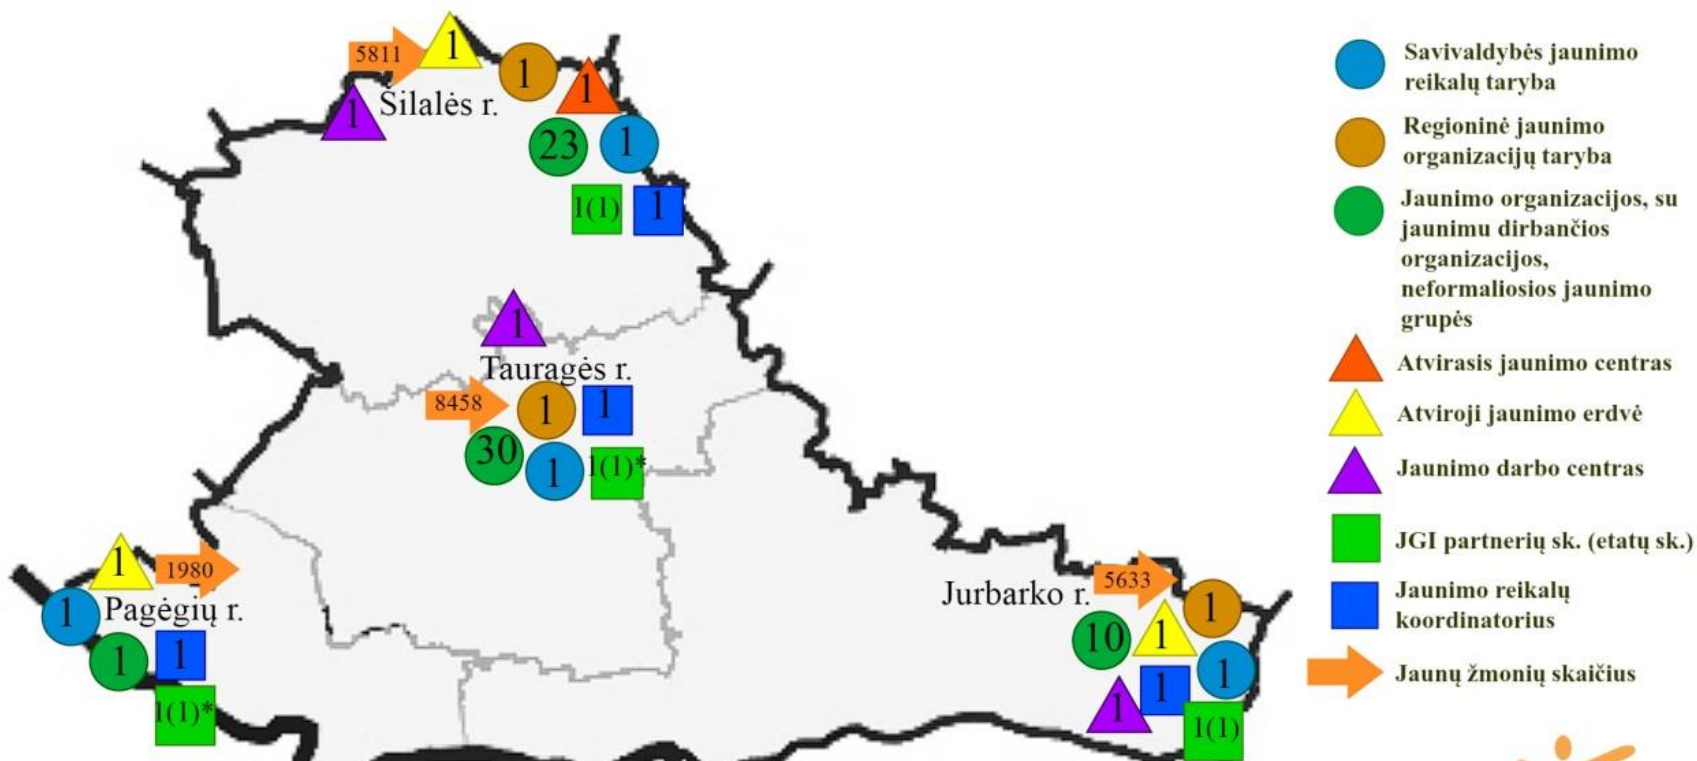 5811
1
1
1
1
Šilalės r.
23
1
1(1)
1
1
Tauragės r.
8458
1
1
30
1
1(1)*
1
1980
1
Pagėgių r.
1
1
1(1)*
Jurbarko r.
5633
1
10
1
1
1
1
1(1)
Savivaldybės jaunimo
reikalų taryba
Regioninė jaunimo
organizacijų taryba
Jaunimo organizacijos, su
jaunimu dirbančios
organizacijos,
neformaliosios jaunimo
grupės
Atvirasis jaunimo centras
Atviroji jaunimo erdvė
Jaunimo darbo centras
JGI partnerių sk. (etatų sk.)
Jaunimo reikalų
koordinatorius
Jaunų žmonių skaičius